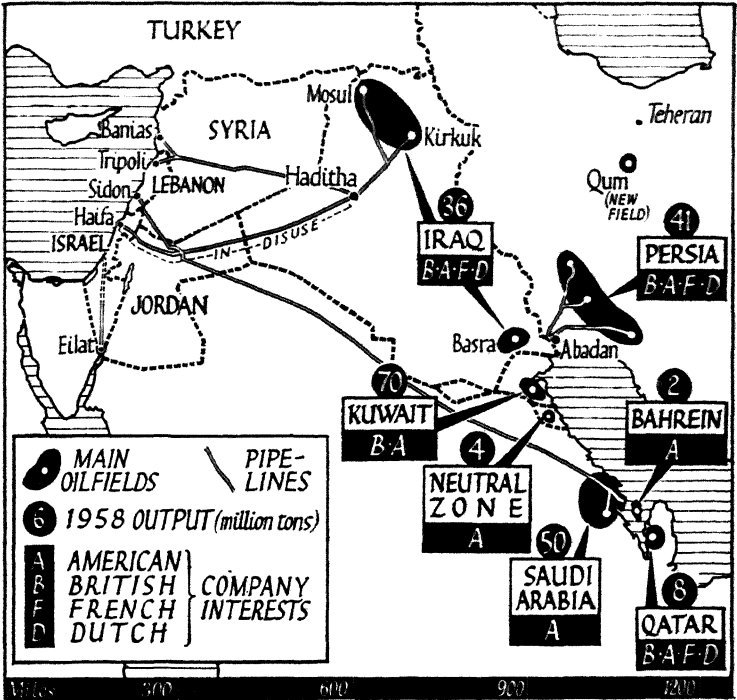 TURKEY
Mosul
Teheran
Banias
SYRIA
Kirkuk
Tripoli
Haditha
Qum
(NEW
FIELD)
Sidon
LEBANON
Haifa
ISRAEL
IN DISUSE
36
IRAQ
B·A·F·D
41
PERSIA
B·A·F·D
JORDAN
Eilat
Basra
Abadan
70
KUWAIT
B·A
2
BAHREIN
A
4
NEUTRAL
ZONE
A
50
SAUDI
ARABIA
A
8
QATAR
B·A·F·D
MAIN
OILFIELDS
PIPE-
LINES
6 1958 OUTPUT (million tons)
A AMERICAN
B BRITISH
F FRENCH
D DUTCH
COMPANY
INTERESTS
Miles 300 600 900 1200